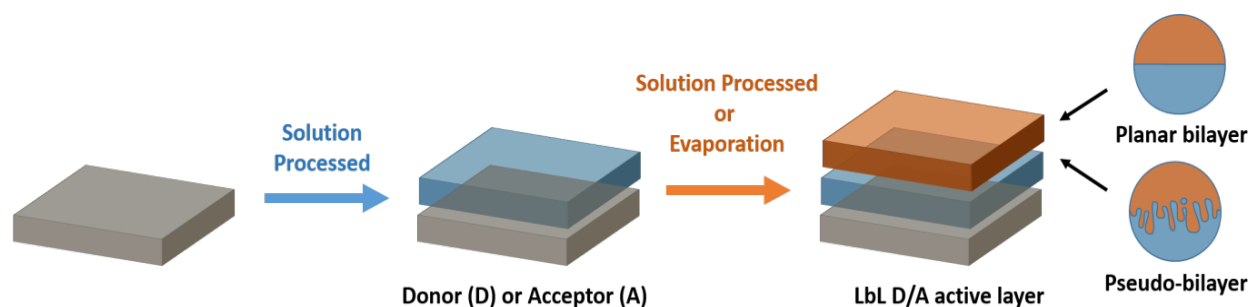 Solution
Processed
Donor (D) or Acceptor (A)
Solution Processed
or
Evaporation
LbL D/A active layer
Planar bilayer
Pseudo-bilayer